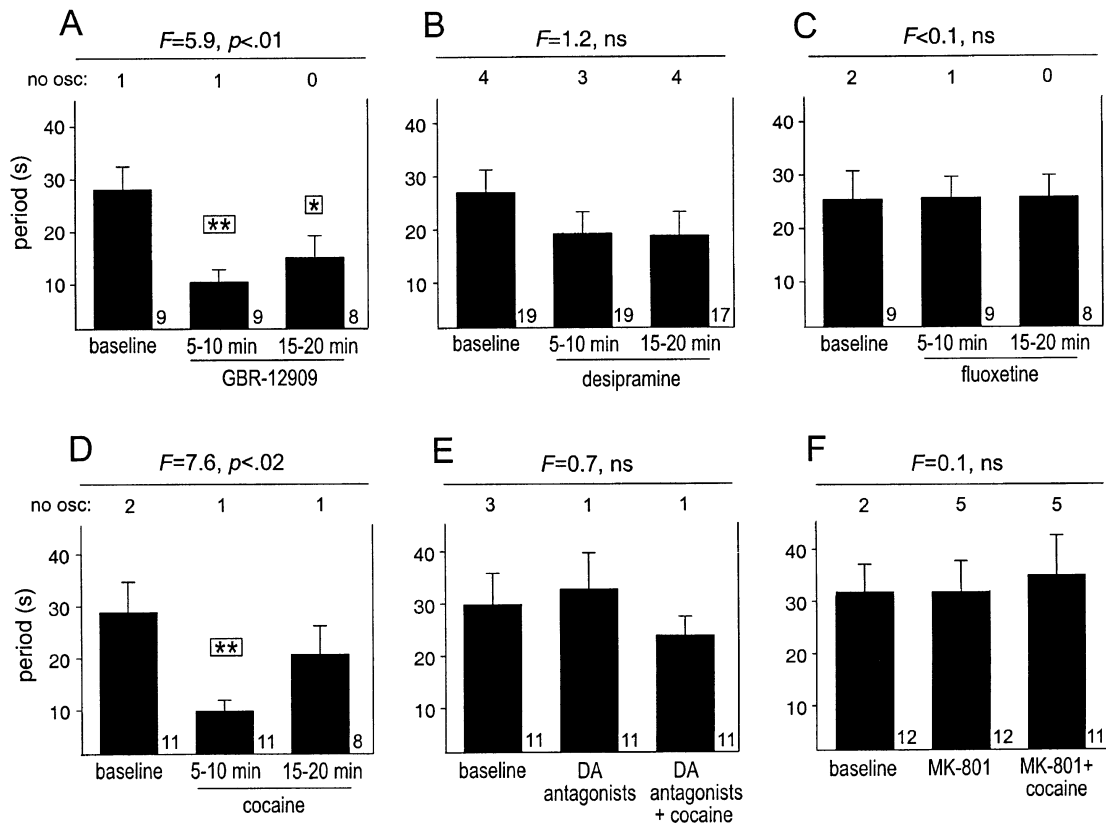 A
F=5.9, p<.01
no osc: 1 1 0
period (s)
40
30
20
10
** *
9 9 8
baseline 5-10 min 15-20 min
GBR-12909
B
F=1.2, ns
4 3 4
40
30
20
10
19 19 17
baseline 5-10 min 15-20 min
desipramine
C
F<0.1, ns
2 1 0
40
30
20
10
9 9 8
baseline 5-10 min 15-20 min
fluoxetine
D
F=7.6, p<.02
no osc: 2 1 1
period (s)
40
30
20
10
**
11 11 8
baseline 5-10 min 15-20 min
cocaine
E
F=0.7, ns
3 1 1
40
30
20
10
11 11 11
baseline DA DA
antagonists antagonists
+ cocaine
F
F=0.1, ns
2 5 5
40
30
20
10
12 12 11
baseline MK-801 MK-801+
cocaine